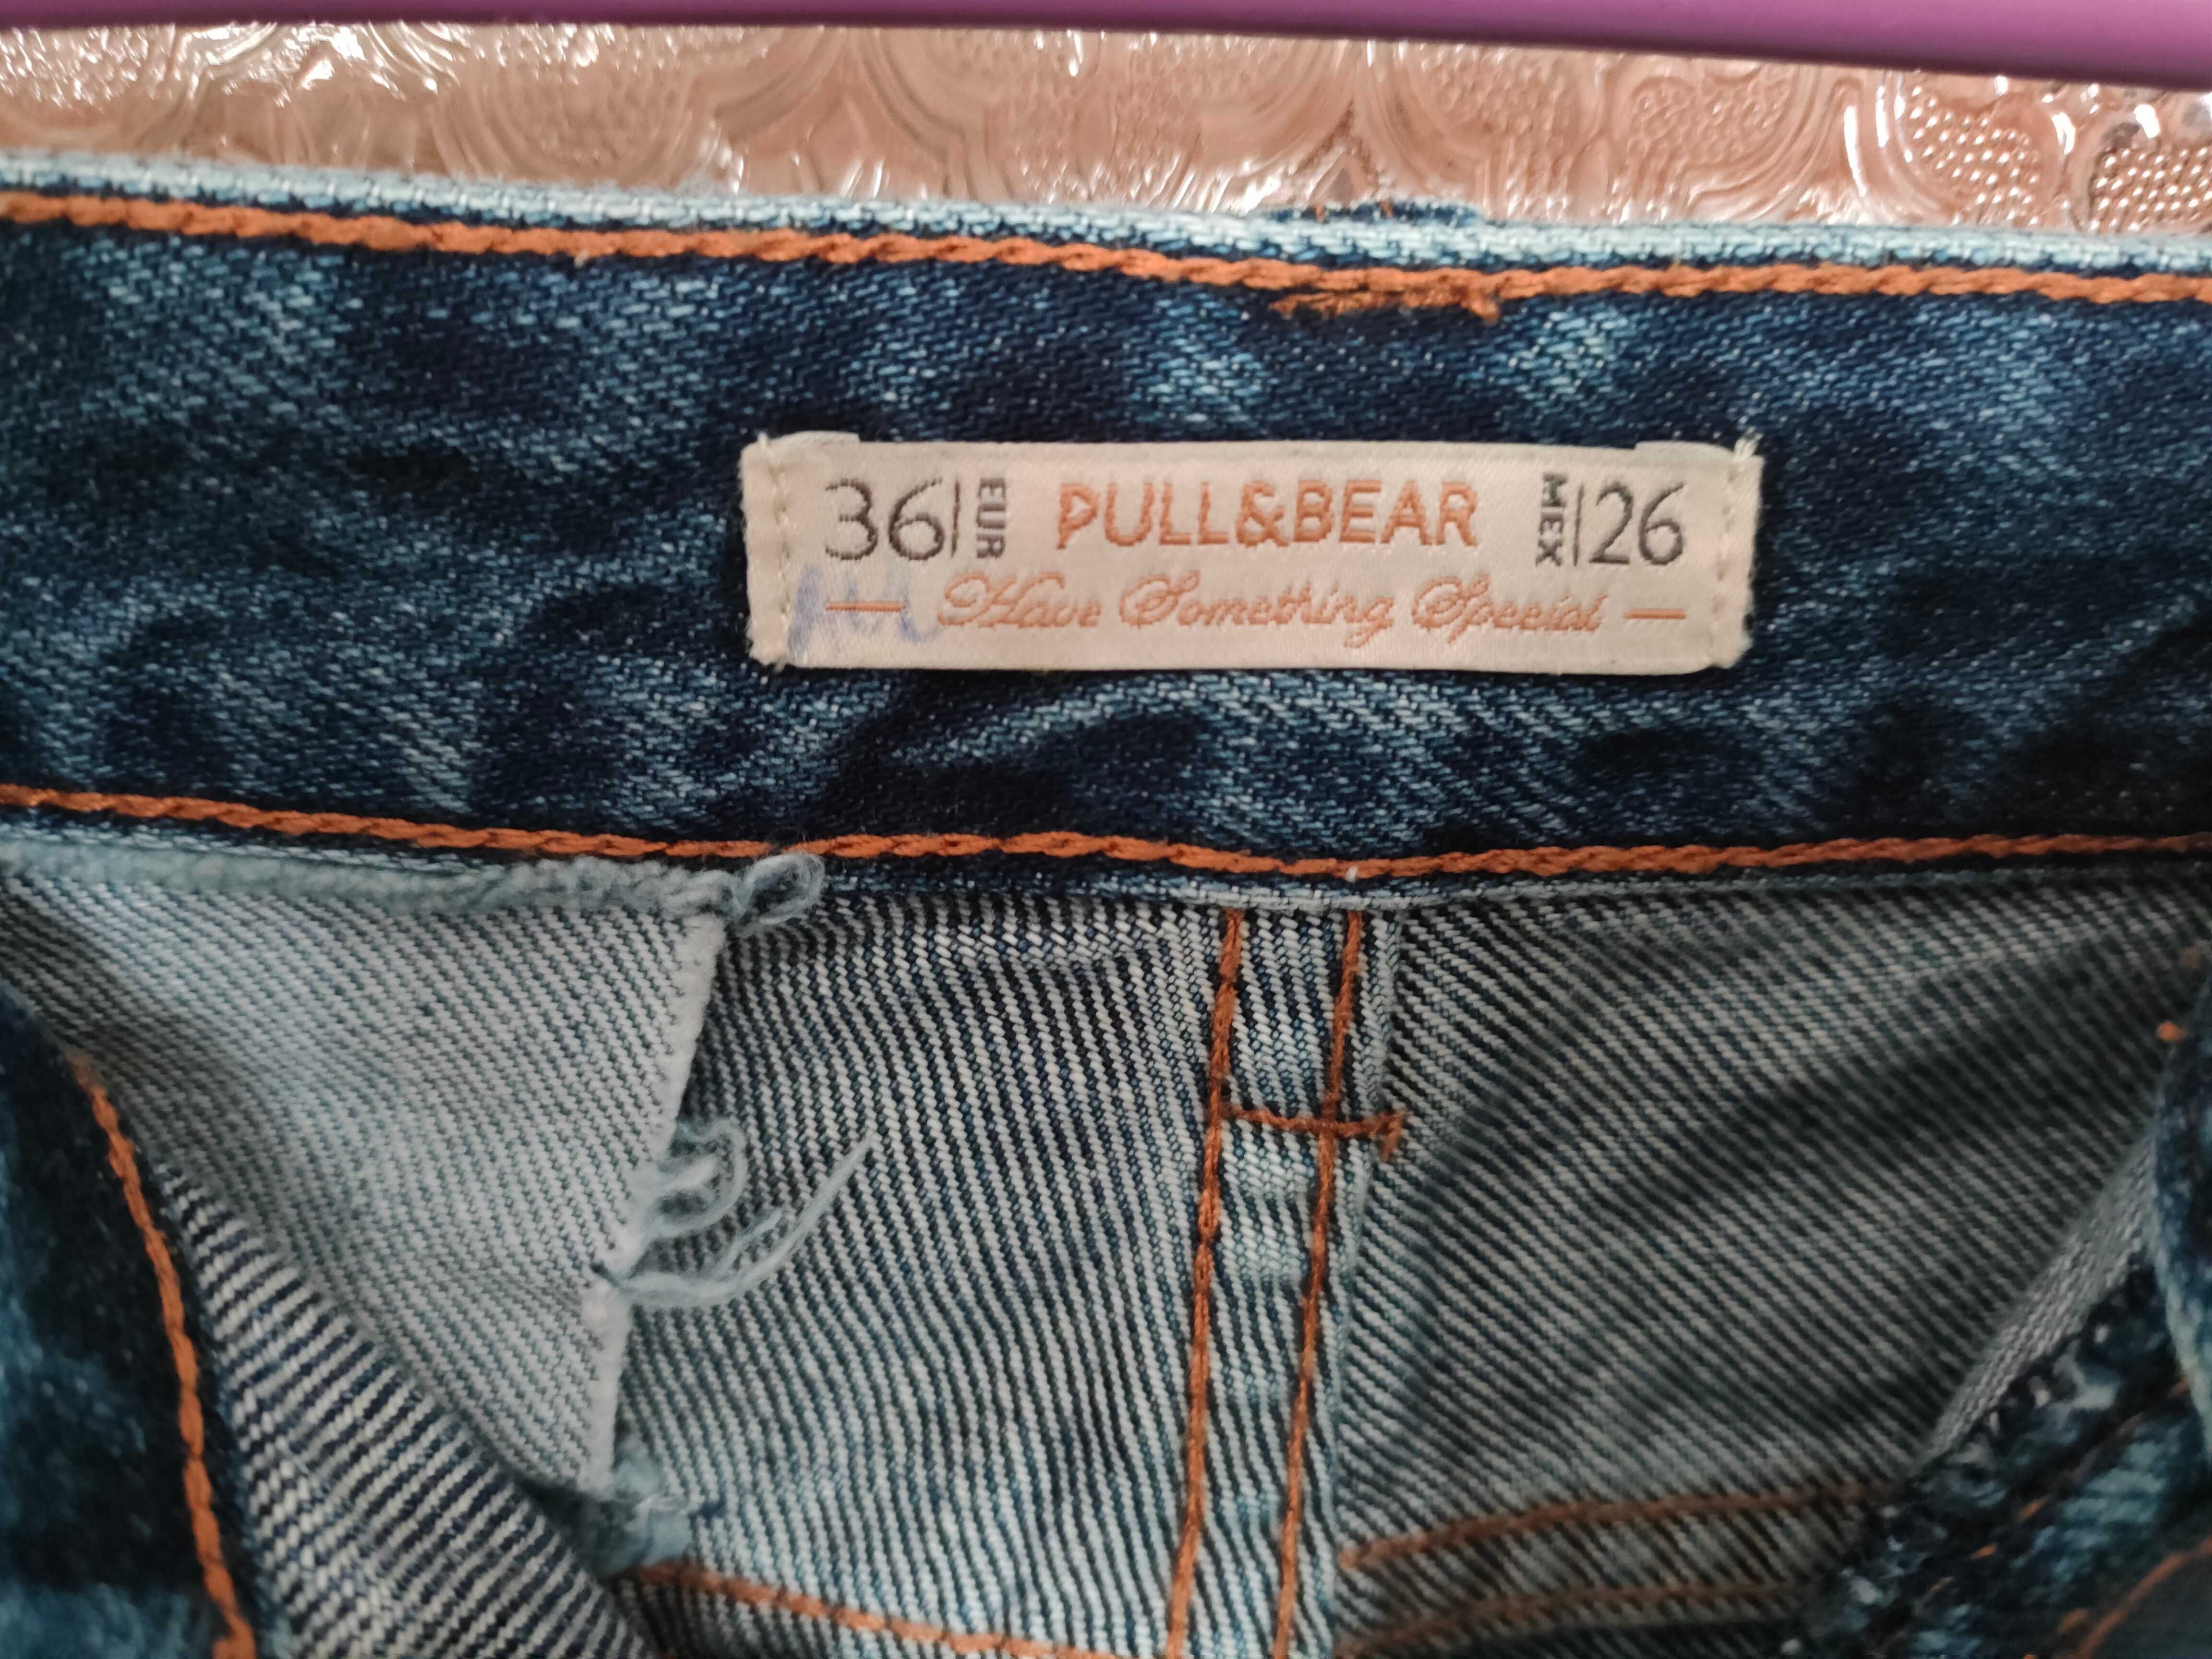 36| EUR PULL&BEAR MEX |26
— Have Something Special —